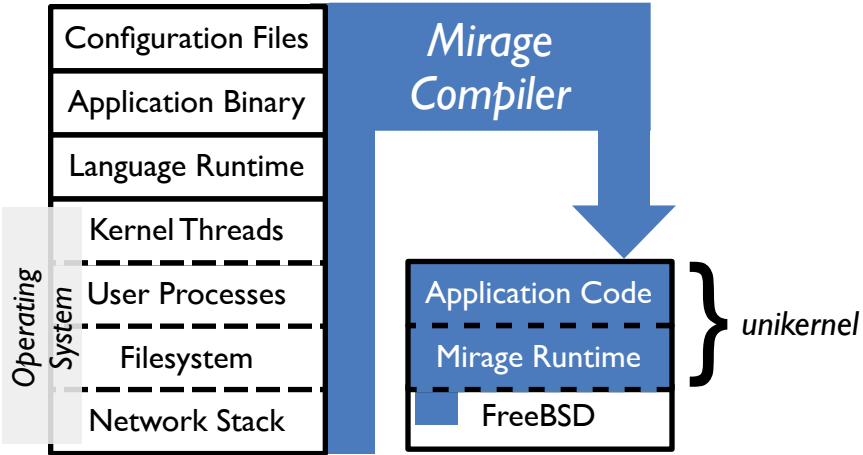 Configuration Files
Application Binary
Language Runtime
Kernel Threads
User Processes
Filesystem
Network Stack
Operating
System
Mirage
Compiler
Application Code
Mirage Runtime
FreeBSD
unikernel